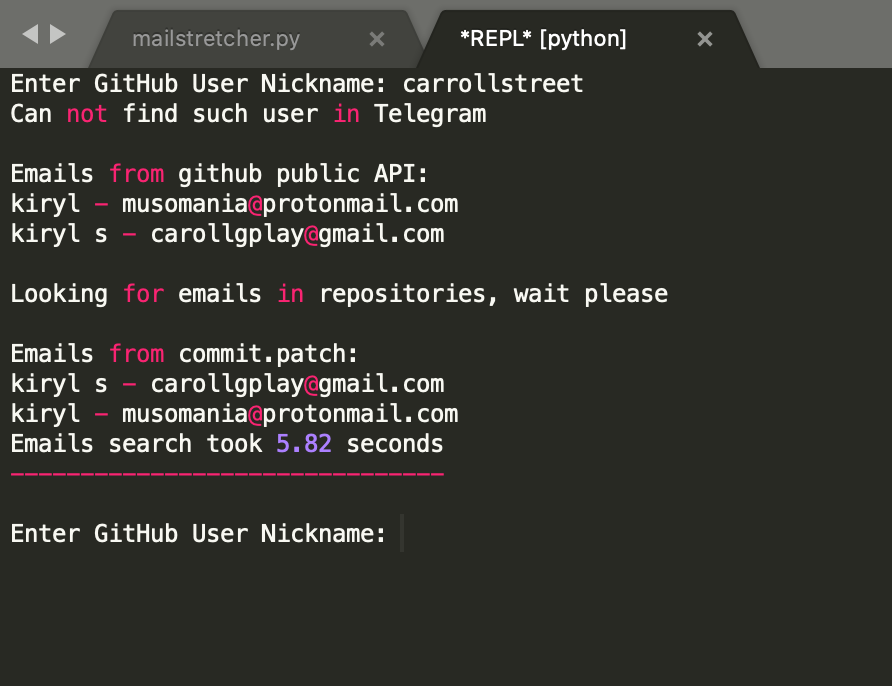 mailstretcher.py
*REPL* [python]
Enter GitHub User Nickname: carrollstreet
Can not find such user in Telegram
Emails from github public API:
kiryl - musomania@protonmail.com
kiryl s - carollgplay@gmail.com
Looking for emails in repositories, wait please
Emails from commit.patch:
kiryl s - carollgplay@gmail.com
kiryl - musomania@protonmail.com
Emails search took 5.82 seconds
-------------------------------
Enter GitHub User Nickname: